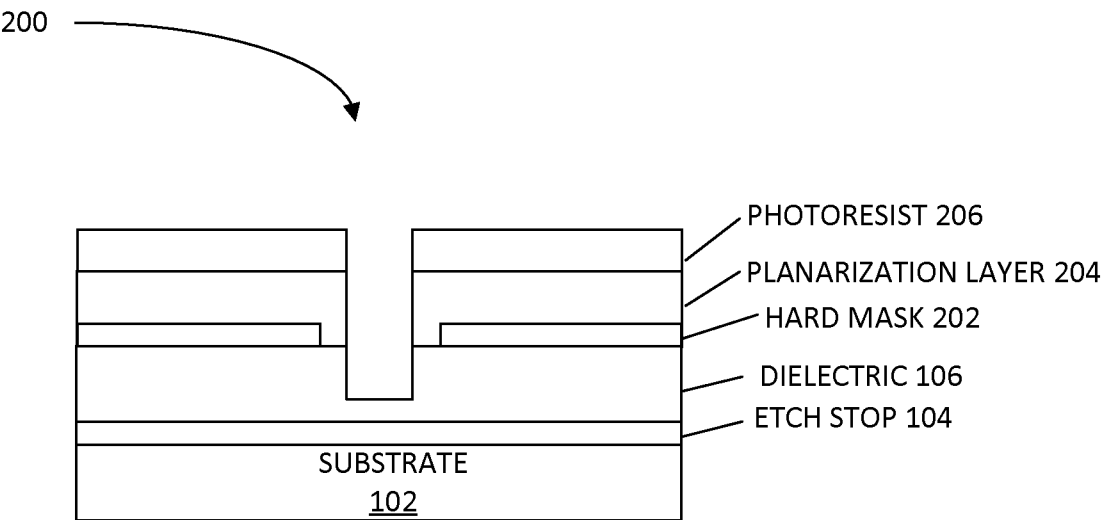 200
PHOTORESIST 206
PLANARIZATION LAYER 204
HARD MASK 202
DIELECTRIC 106
ETCH STOP 104
SUBSTRATE
102